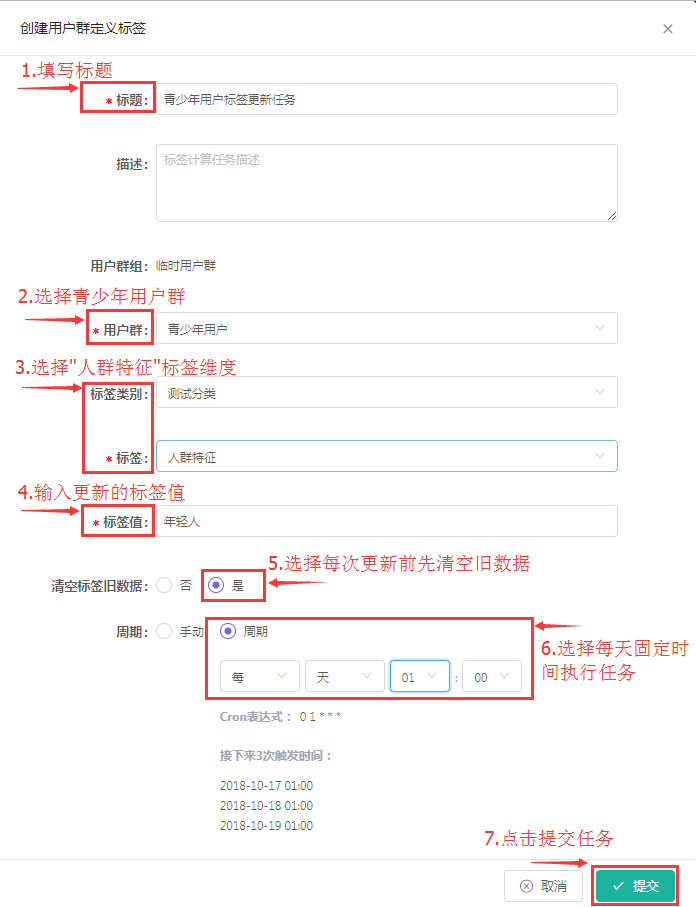 创建用户群定义标签
1.填写标题
* 标题: 青少年用户标签更新任务
描述: 标签计算任务描述
用户群组: 临时用户群
2.选择青少年用户群
* 用户群: 青少年用户
3.选择"人群特征"标签维度
标签类别: 测试分类
* 标签: 人群特征
4.输入更新的标签值
* 标签值: 年轻人
5.选择每次更新前先清空旧数据
清空标签旧数据: 否 是
周期: 手动 周期
6.选择每天固定时
间执行任务
每 天 01 : 00
Cron表达式： 0 1 * * *
接下来3次触发时间：
2018-10-17 01:00
2018-10-18 01:00
2018-10-19 01:00
7.点击提交任务
取消 提交